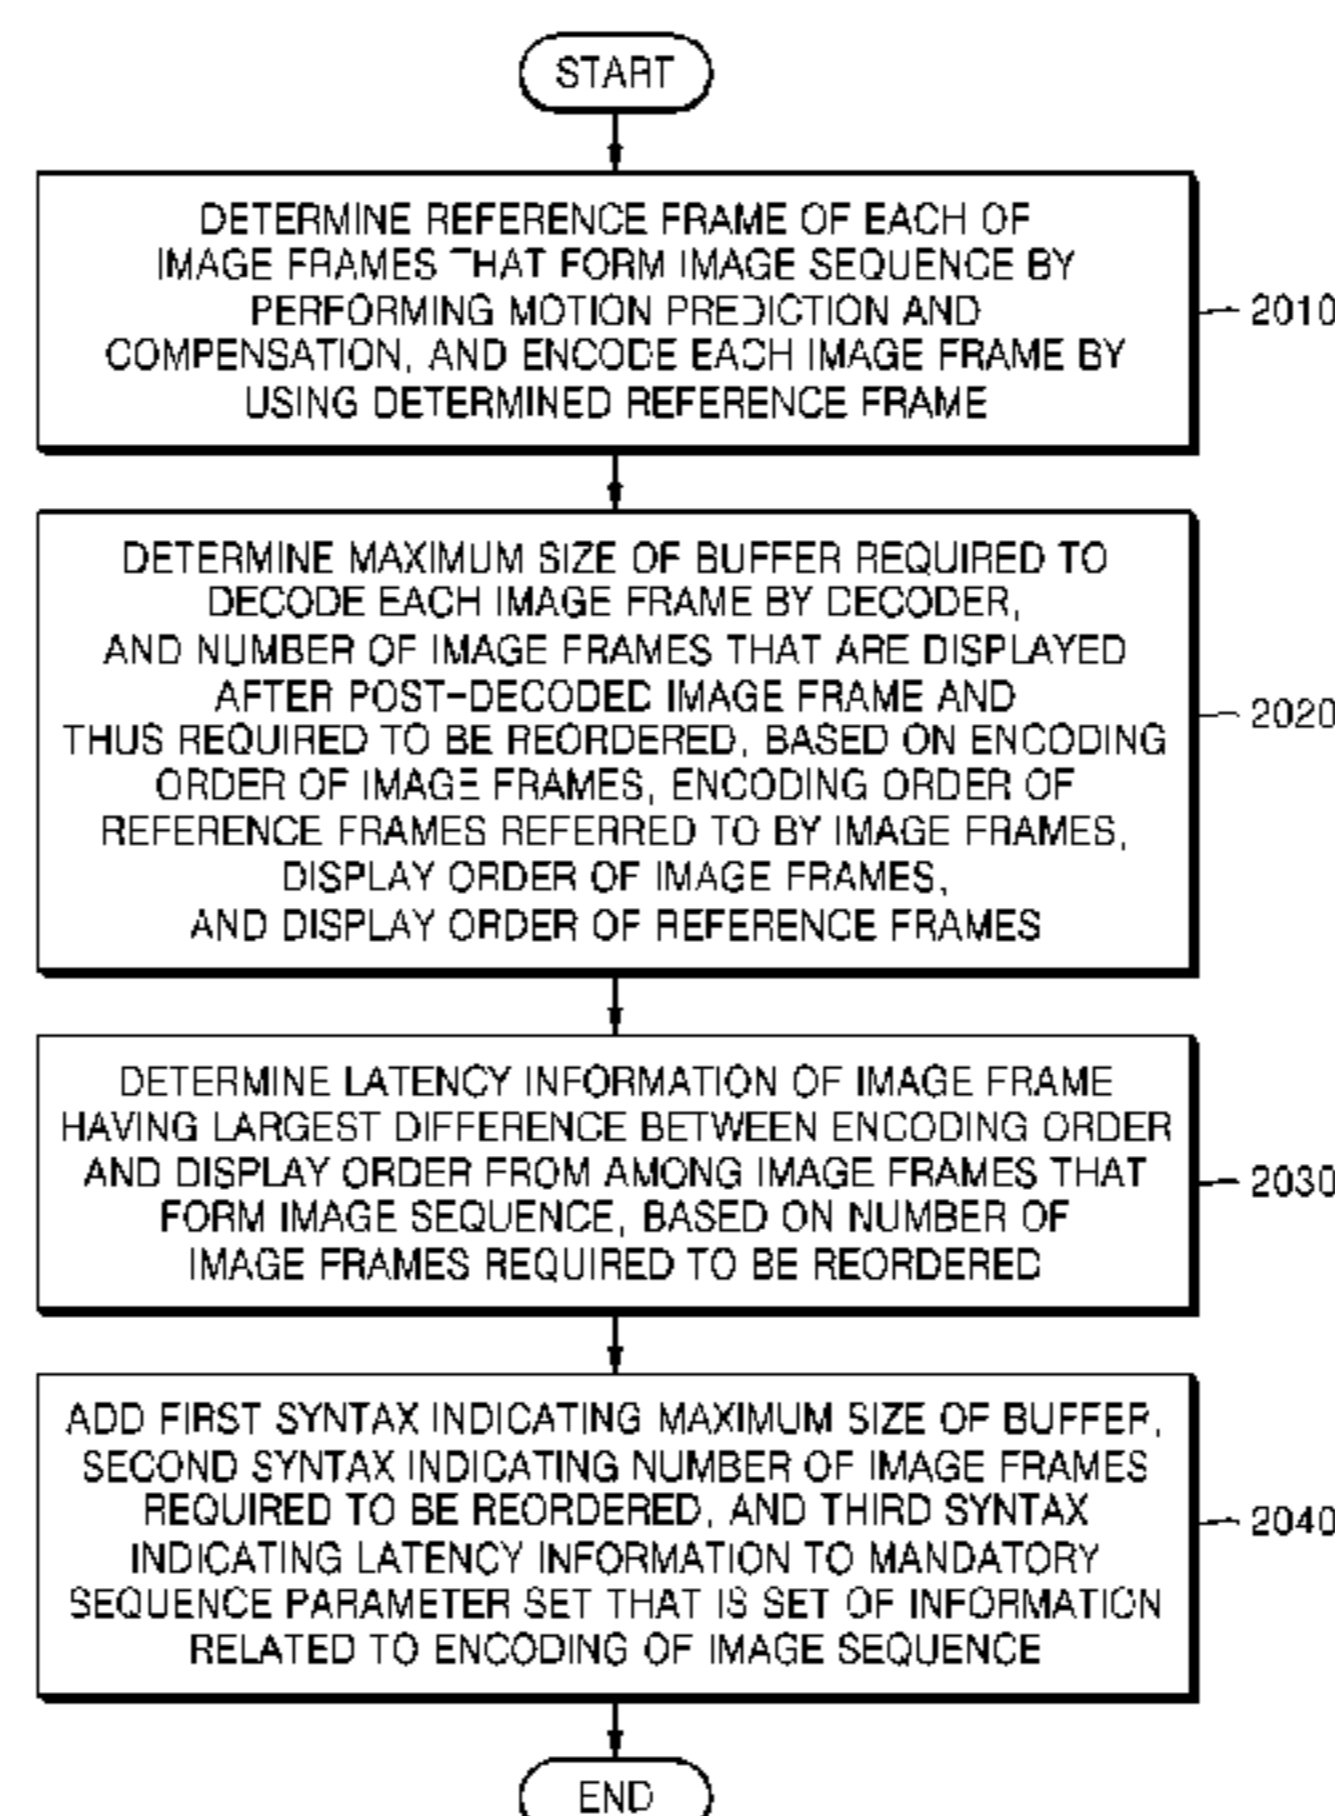 START
DETERMINE REFERENCE FRAME OF EACH OF
IMAGE FRAMES THAT FORM IMAGE SEQUENCE BY
PERFORMING MOTION PREDICTION AND
COMPENSATION, AND ENCODE EACH IMAGE FRAME BY
USING DETERMINED REFERENCE FRAME
2010
DETERMINE MAXIMUM SIZE OF BUFFER REQUIRED TO
DECODE EACH IMAGE FRAME BY DECODER,
AND NUMBER OF IMAGE FRAMES THAT ARE DISPLAYED
AFTER POST-DECODED IMAGE FRAME AND
THUS REQUIRED TO BE REORDERED, BASED ON ENCODING
ORDER OF IMAGE FRAMES, ENCODING ORDER OF
REFERENCE FRAMES REFERRED TO BY IMAGE FRAMES,
DISPLAY ORDER OF IMAGE FRAMES,
AND DISPLAY ORDER OF REFERENCE FRAMES
2020
DETERMINE LATENCY INFORMATION OF IMAGE FRAME
HAVING LARGEST DIFFERENCE BETWEEN ENCODING ORDER
AND DISPLAY ORDER FROM AMONG IMAGE FRAMES THAT
FORM IMAGE SEQUENCE, BASED ON NUMBER OF
IMAGE FRAMES REQUIRED TO BE REORDERED
2030
ADD FIRST SYNTAX INDICATING MAXIMUM SIZE OF BUFFER,
SECOND SYNTAX INDICATING NUMBER OF IMAGE FRAMES
REQUIRED TO BE REORDERED, AND THIRD SYNTAX
INDICATING LATENCY INFORMATION TO MANDATORY
SEQUENCE PARAMETER SET THAT IS SET OF INFORMATION
RELATED TO ENCODING OF IMAGE SEQUENCE
2040
END